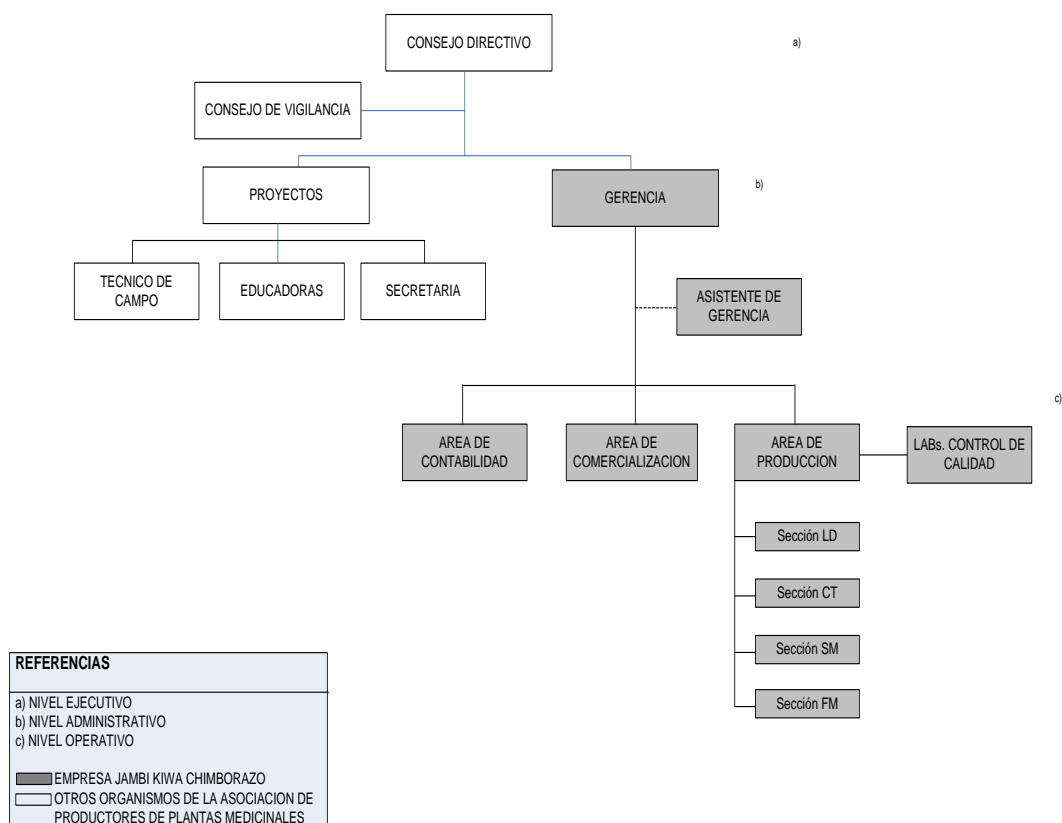 CONSEJO DIRECTIVO
a)
CONSEJO DE VIGILANCIA
PROYECTOS
GERENCIA
b)
TECNICO DE
CAMPO
EDUCADORAS
SECRETARIA
ASISTENTE DE
GERENCIA
c)
AREA DE
CONTABILIDAD
AREA DE
COMERCIALIZACION
AREA DE
PRODUCCION
LABs. CONTROL DE
CALIDAD
Sección LD
Sección CT
Sección SM
Sección FM
REFERENCIAS
a) NIVEL EJECUTIVO
b) NIVEL ADMINISTRATIVO
c) NIVEL OPERATIVO
EMPRESA JAMBI KIWA CHIMBORAZO
OTROS ORGANISMOS DE LA ASOCIACION DE
PRODUCTORES DE PLANTAS MEDICINALES